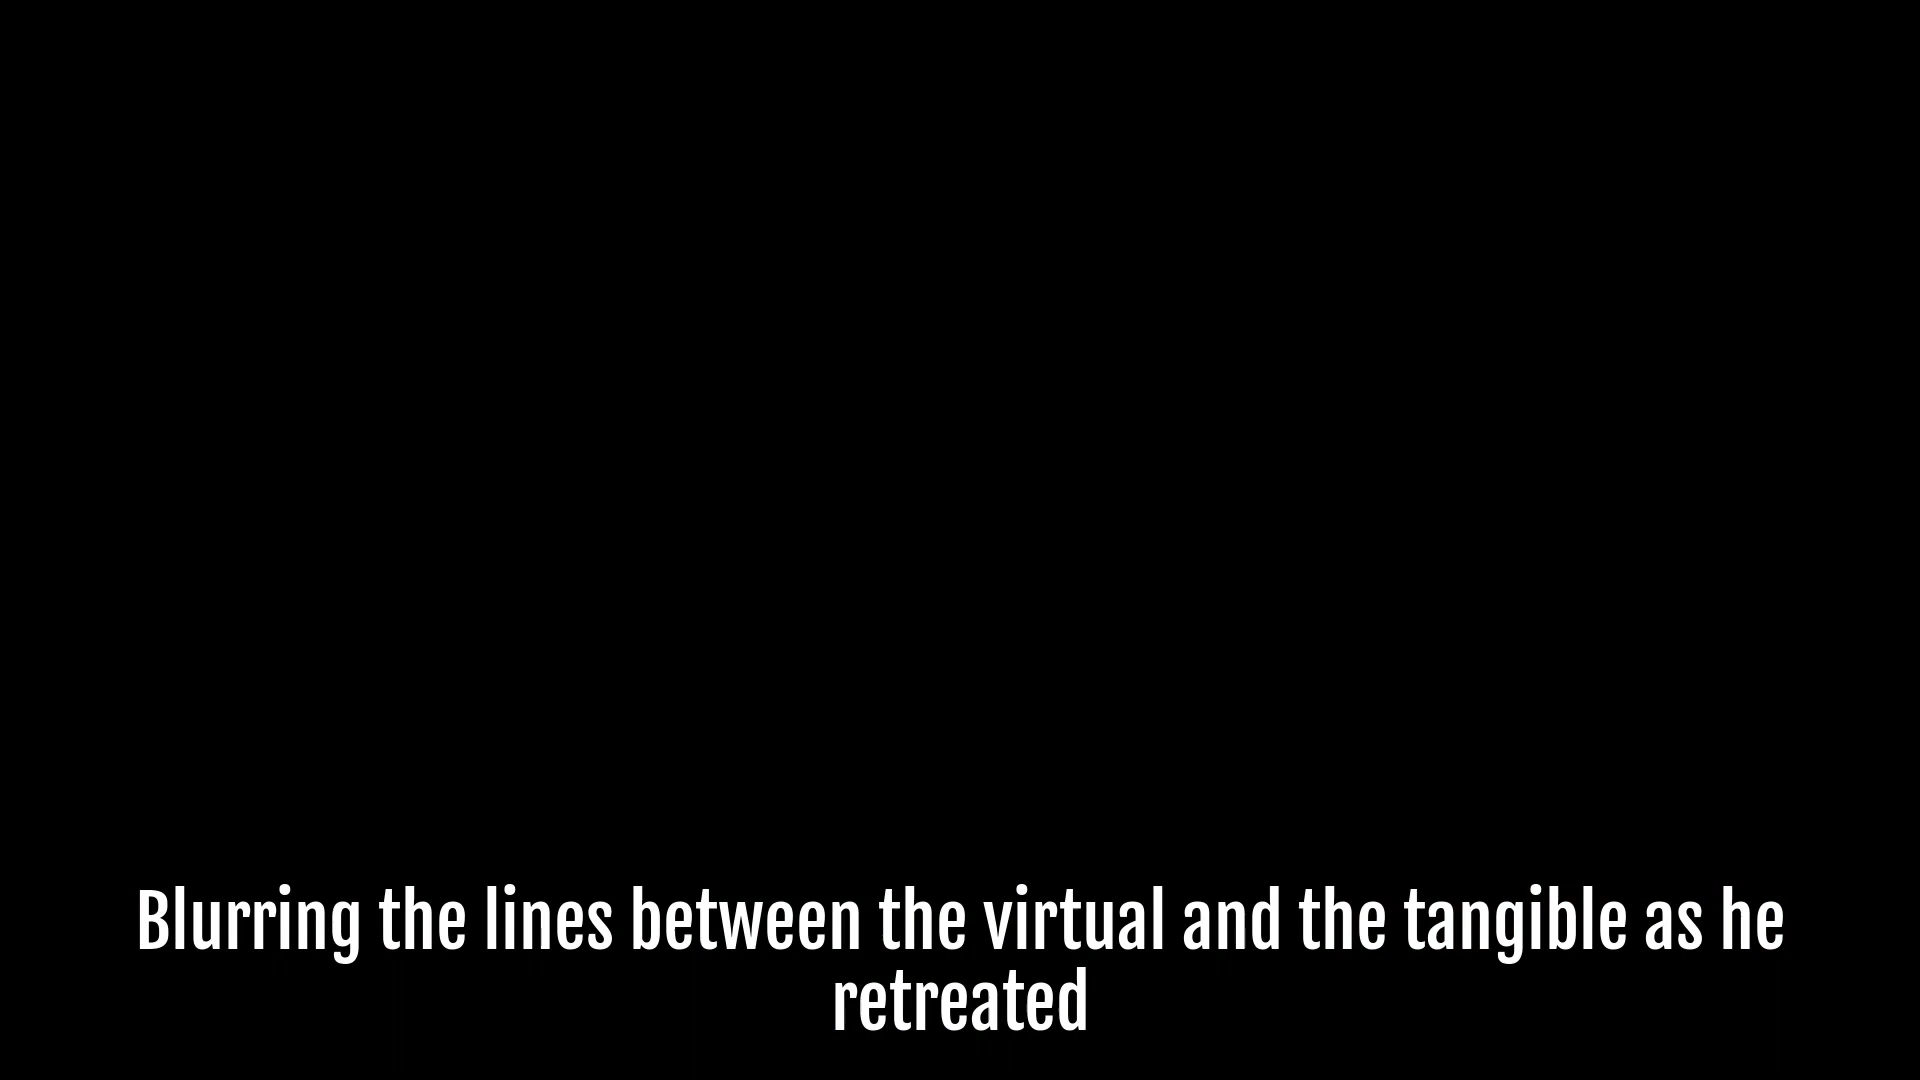 Blurring the lines between the virtual and the tangible as he
retreated